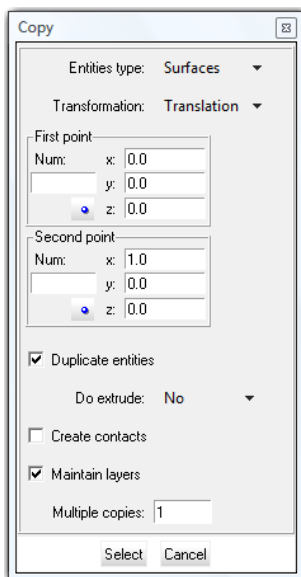 Copy
Entities type: Surfaces
Transformation: Translation
First point
Num: x: 0.0
y: 0.0
z: 0.0
Second point
Num: x: 1.0
y: 0.0
z: 0.0
Duplicate entities
Do extrude: No
Create contacts
Maintain layers
Multiple copies: 1
Select Cancel